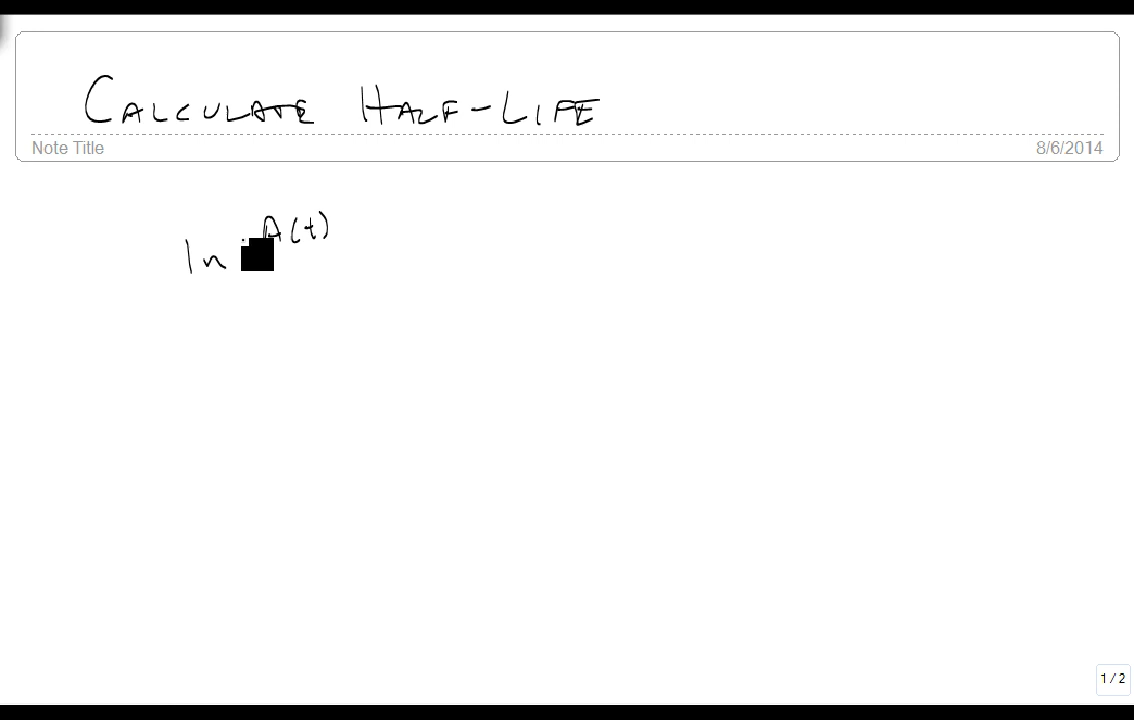 CALCULATE HALF-LIFE
Note Title 8/6/2014
ln A(t)
1 / 2